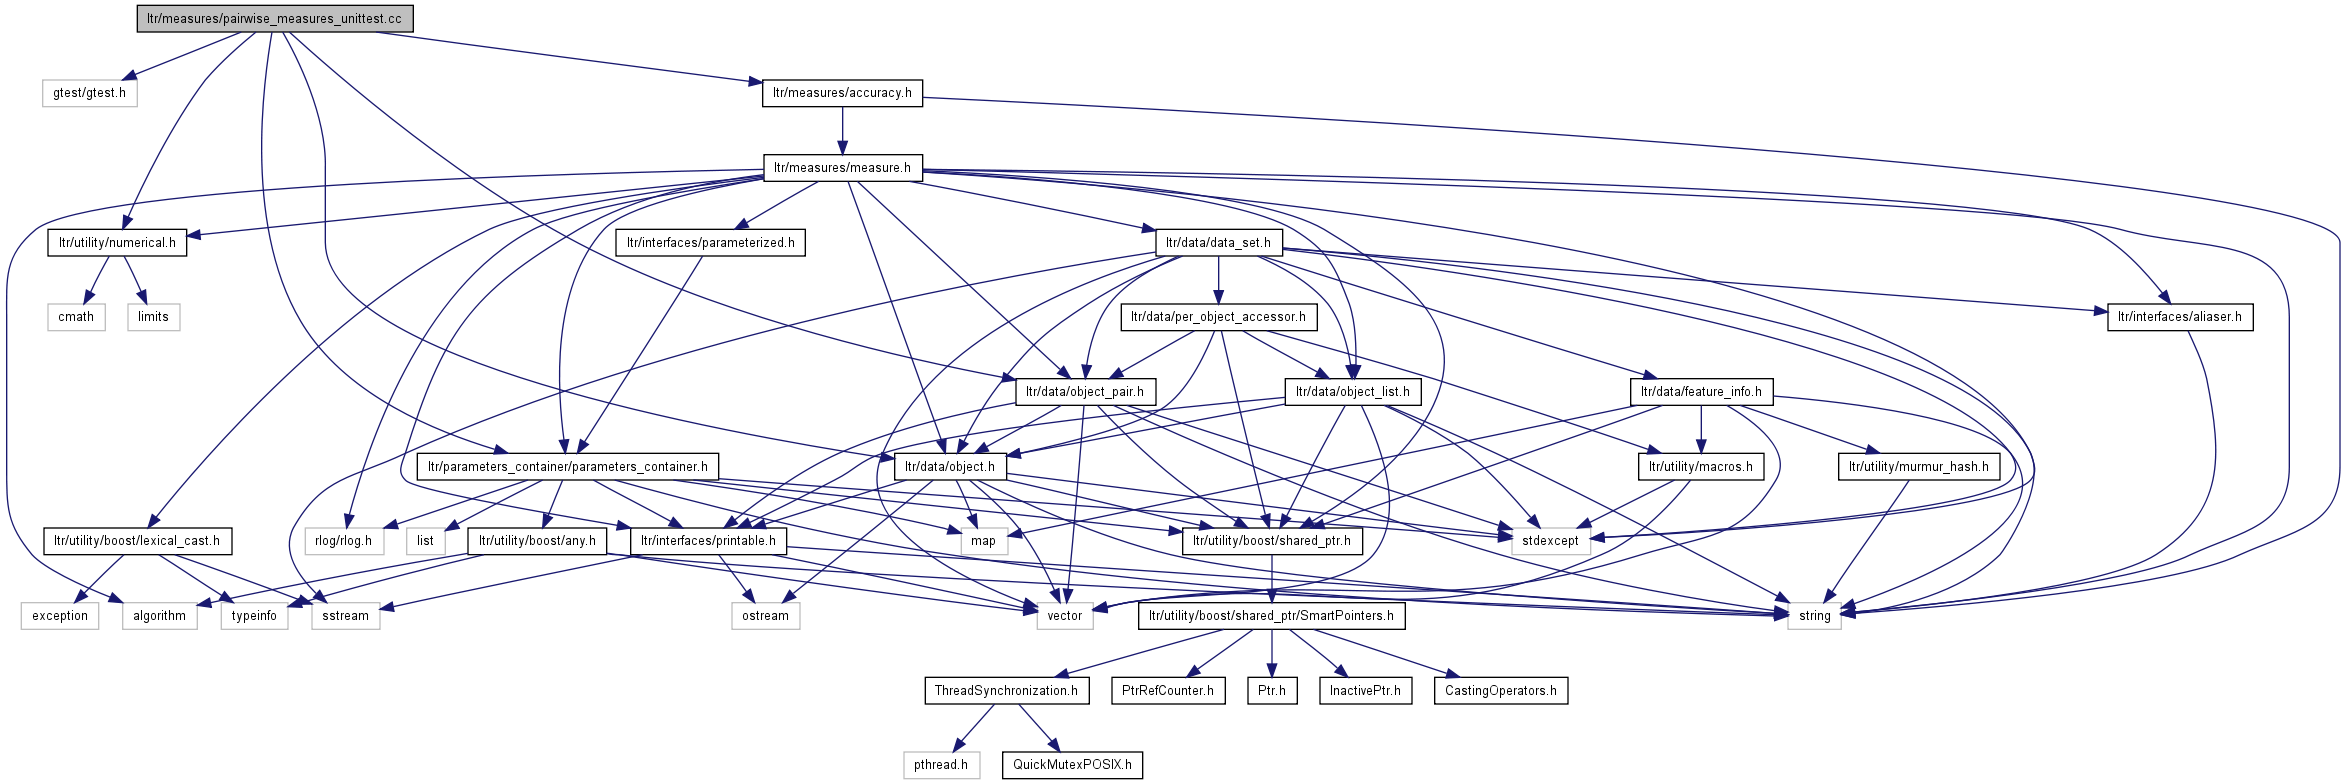 ltr/measures/pairwise_measures_unittest.cc
gtest/gtest.h
ltr/measures/accuracy.h
ltr/measures/measure.h
ltr/utility/numerical.h
ltr/interfaces/parameterized.h
ltr/data/data_set.h
cmath
limits
ltr/data/per_object_accessor.h
ltr/interfaces/aliaser.h
ltr/data/object_pair.h
ltr/data/object_list.h
ltr/data/feature_info.h
ltr/parameters_container/parameters_container.h
ltr/data/object.h
ltr/utility/macros.h
ltr/utility/murmur_hash.h
ltr/utility/boost/lexical_cast.h
rlog/rlog.h
list
ltr/utility/boost/any.h
ltr/interfaces/printable.h
map
ltr/utility/boost/shared_ptr.h
stdexcept
exception
algorithm
typeinfo
sstream
ostream
vector
ltr/utility/boost/shared_ptr/SmartPointers.h
string
ThreadSynchronization.h
PtrRefCounter.h
Ptr.h
InactivePtr.h
CastingOperators.h
pthread.h
QuickMutexPOSIX.h